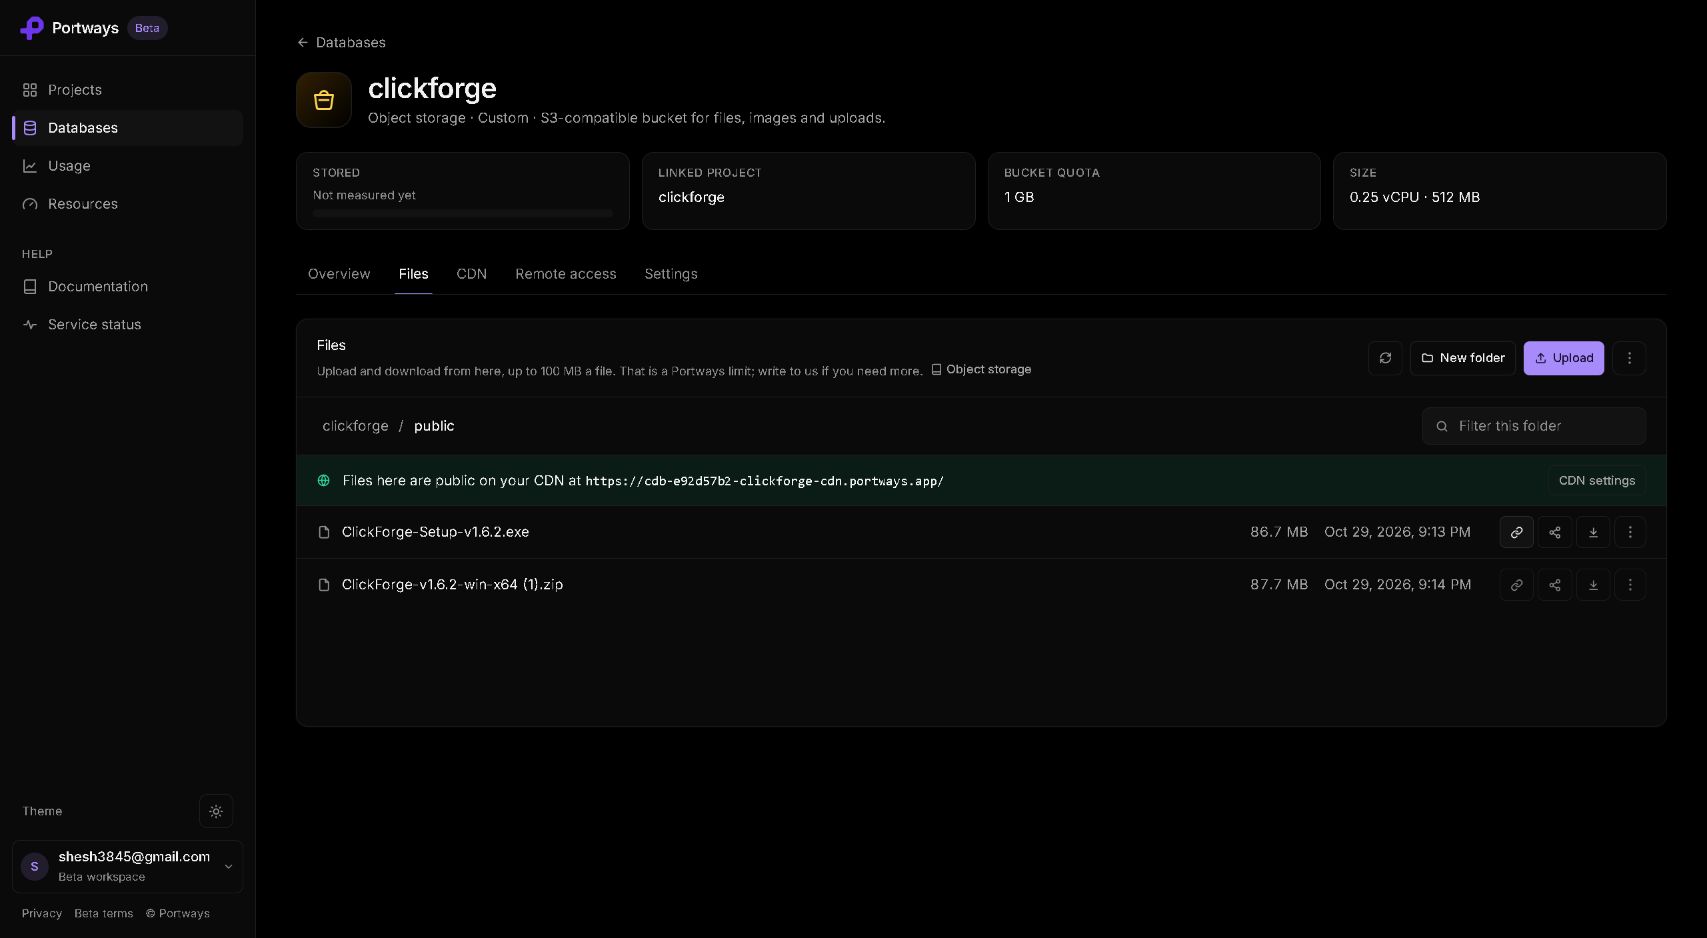 Portways Beta
Projects
Databases
Usage
Resources
HELP
Documentation
Service status
Theme
S
shesh3845@gmail.com
Beta workspace
Privacy Beta terms © Portways
← Databases
clickforge
Object storage · Custom · S3-compatible bucket for files, images and uploads.
STORED
Not measured yet
LINKED PROJECT
clickforge
BUCKET QUOTA
1 GB
SIZE
0.25 vCPU · 512 MB
Overview Files CDN Remote access Settings
Files
Upload and download from here, up to 100 MB a file. That is a Portways limit; write to us if you need more. Object storage
New folder
Upload
clickforge / public
Filter this folder
Files here are public on your CDN at https://cdb-e92d57b2-clickforge-cdn.portways.app/
CDN settings
ClickForge-Setup-v1.6.2.exe 86.7 MB Oct 29, 2026, 9:13 PM
ClickForge-v1.6.2-win-x64 (1).zip 87.7 MB Oct 29, 2026, 9:14 PM